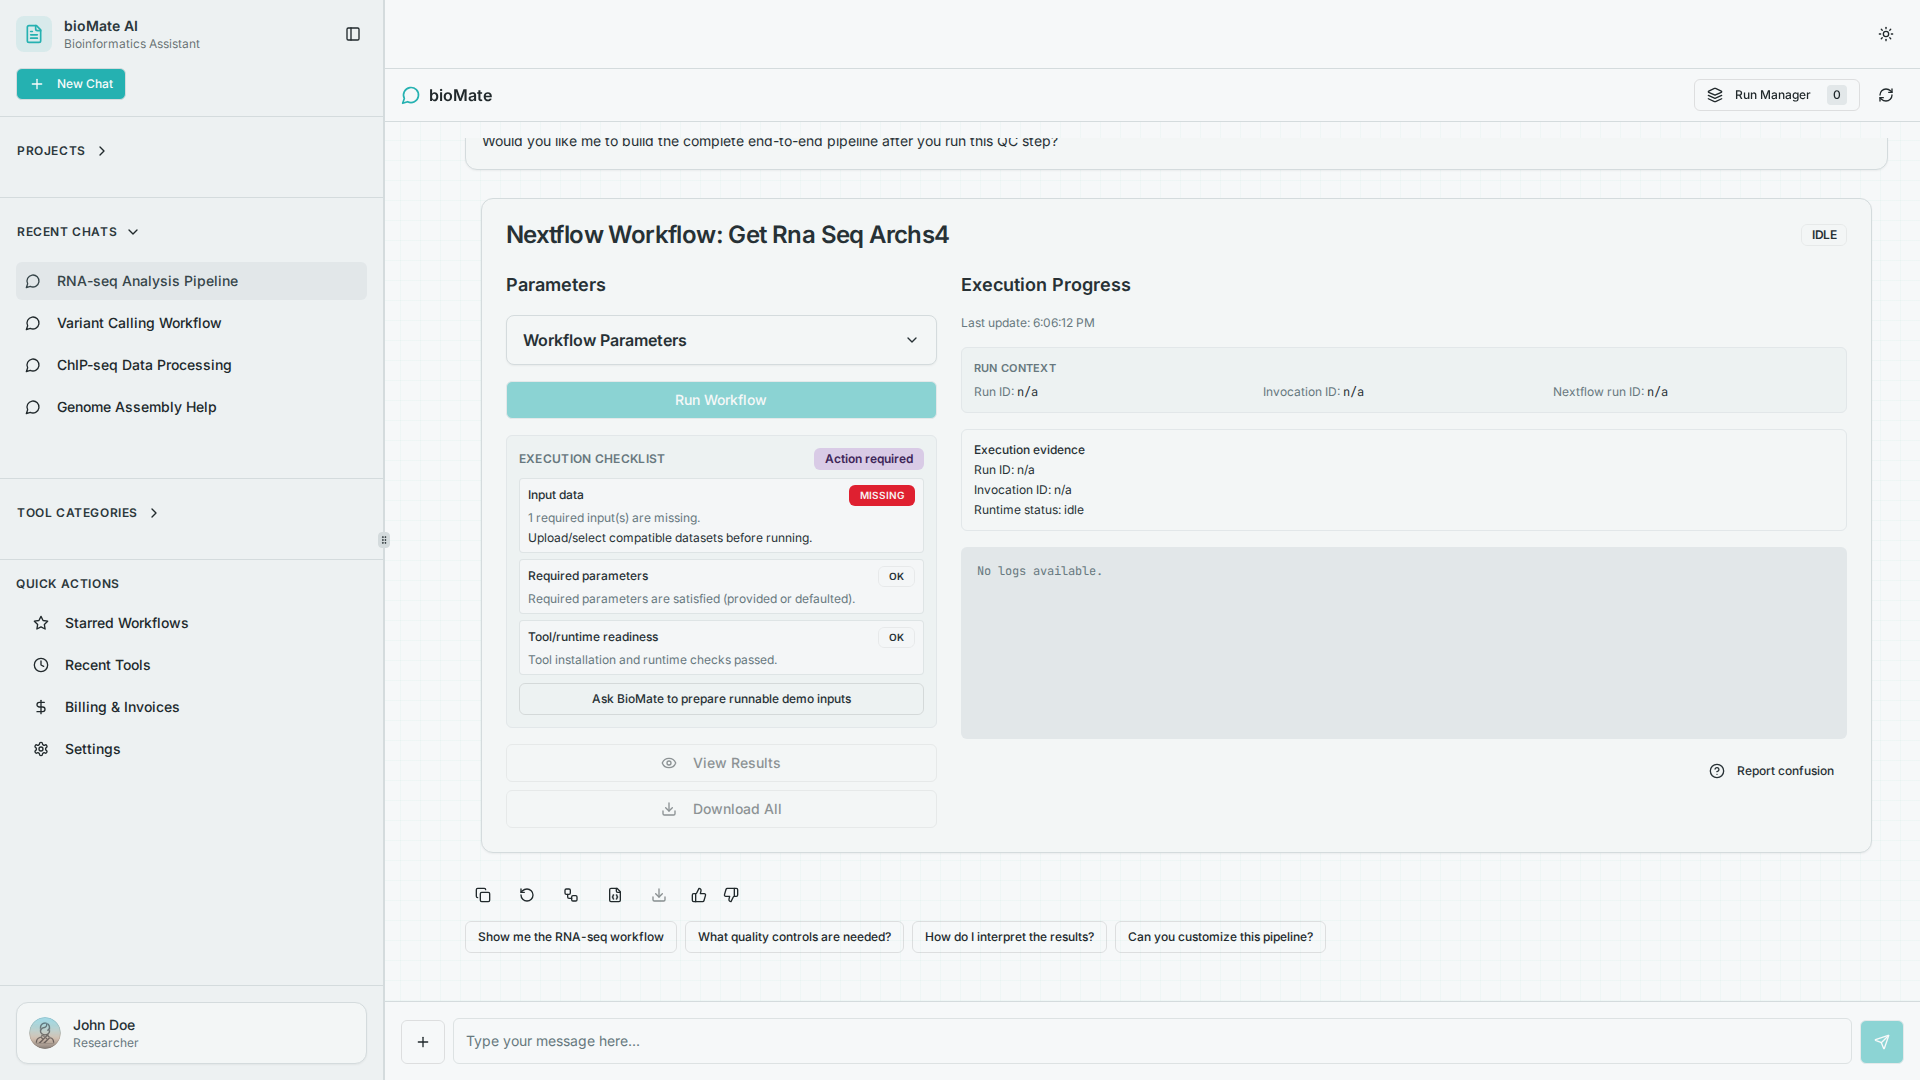 bioMate AI
Bioinformatics Assistant
New Chat
PROJECTS
RECENT CHATS
RNA-seq Analysis Pipeline
Variant Calling Workflow
ChIP-seq Data Processing
Genome Assembly Help
TOOL CATEGORIES
QUICK ACTIONS
Starred Workflows
Recent Tools
Billing & Invoices
Settings
John Doe
Researcher
bioMate
Run Manager 0
Would you like me to build the complete end-to-end pipeline after you run this QC step?
Nextflow Workflow: Get Rna Seq Archs4
IDLE
Parameters
Workflow Parameters
Run Workflow
EXECUTION CHECKLIST
Action required
Input data
MISSING
1 required input(s) are missing.
Upload/select compatible datasets before running.
Required parameters
OK
Required parameters are satisfied (provided or defaulted).
Tool/runtime readiness
OK
Tool installation and runtime checks passed.
Ask BioMate to prepare runnable demo inputs
View Results
Download All
Execution Progress
Last update: 6:06:12 PM
RUN CONTEXT
Run ID: n/a
Invocation ID: n/a
Nextflow run ID: n/a
Execution evidence
Run ID: n/a
Invocation ID: n/a
Runtime status: idle
No logs available.
Report confusion
Show me the RNA-seq workflow
What quality controls are needed?
How do I interpret the results?
Can you customize this pipeline?
Type your message here...